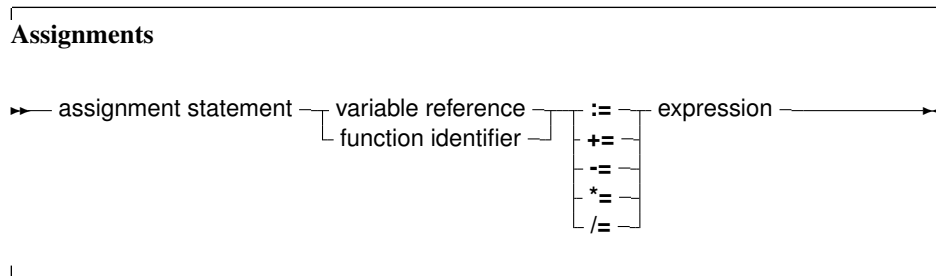 Assignments
assignment statement variable reference := expression
function identifier +=
-=
*=
/=